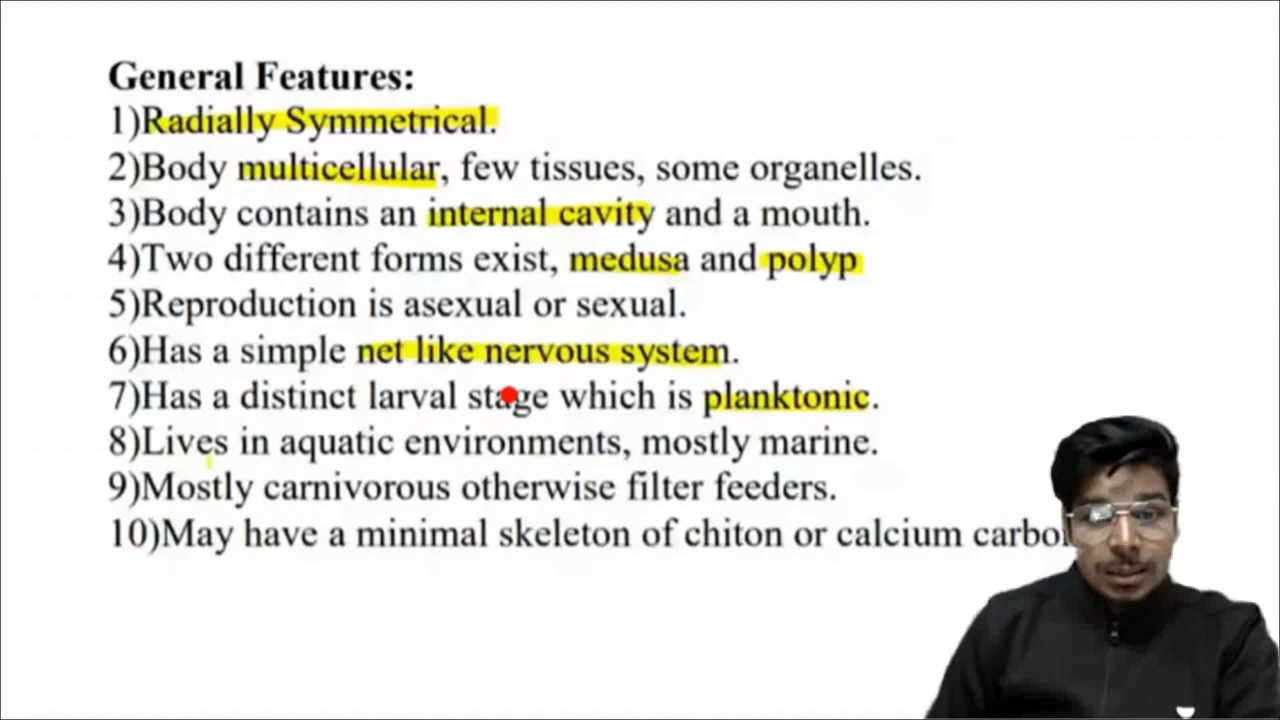 General Features:
1)Radially Symmetrical.
2)Body multicellular, few tissues, some organelles.
3)Body contains an internal cavity and a mouth.
4)Two different forms exist, medusa and polyp
5)Reproduction is asexual or sexual.
6)Has a simple net like nervous system.
7)Has a distinct larval stage which is planktonic.
8)Lives in aquatic environments, mostly marine.
9)Mostly carnivorous otherwise filter feeders.
10)May have a minimal skeleton of chiton or calcium